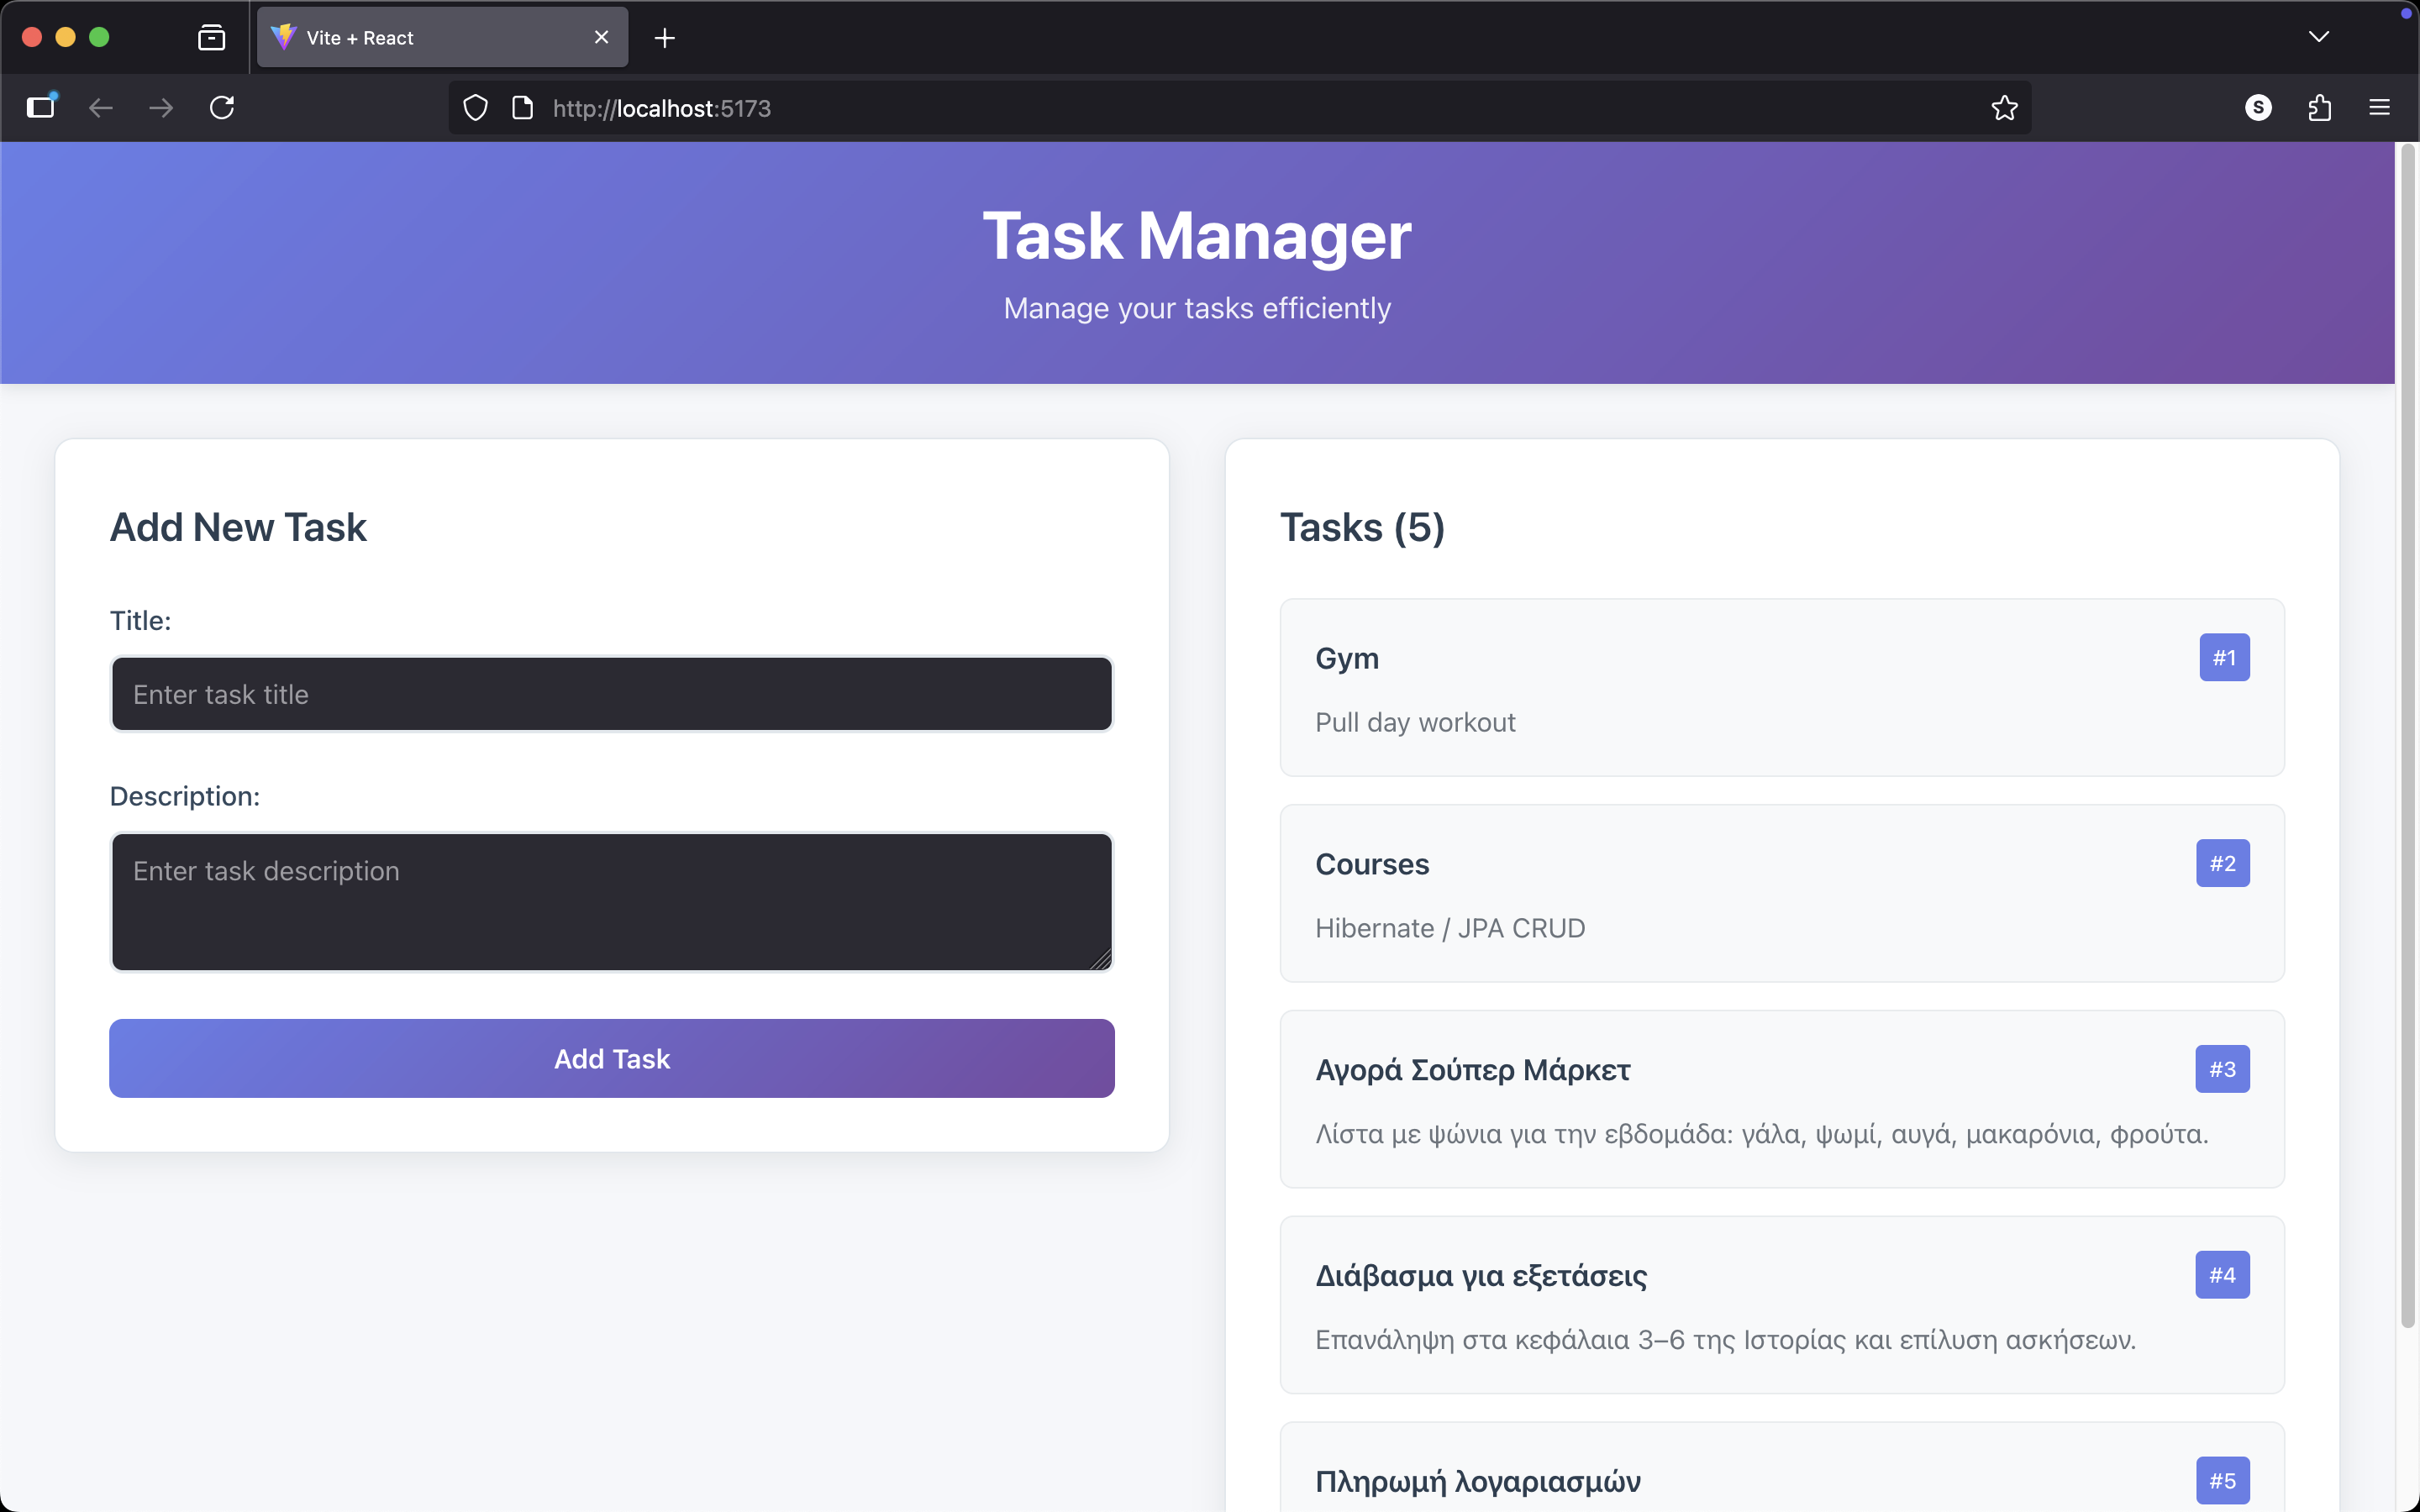 Vite + React
http://localhost:5173
S
Task Manager
Manage your tasks efficiently
Add New Task
Title:
Enter task title
Description:
Enter task description
Add Task
Tasks (5)
Gym
#1
Pull day workout
Courses
#2
Hibernate / JPA CRUD
Αγορά Σούπερ Μάρκετ
#3
Λίστα με ψώνια για την εβδομάδα: γάλα, ψωμί, αυγά, μακαρόνια, φρούτα.
Διάβασμα για εξετάσεις
#4
Επανάληψη στα κεφάλαια 3–6 της Ιστορίας και επίλυση ασκήσεων.
Πληρωμή λογαριασμών
#5